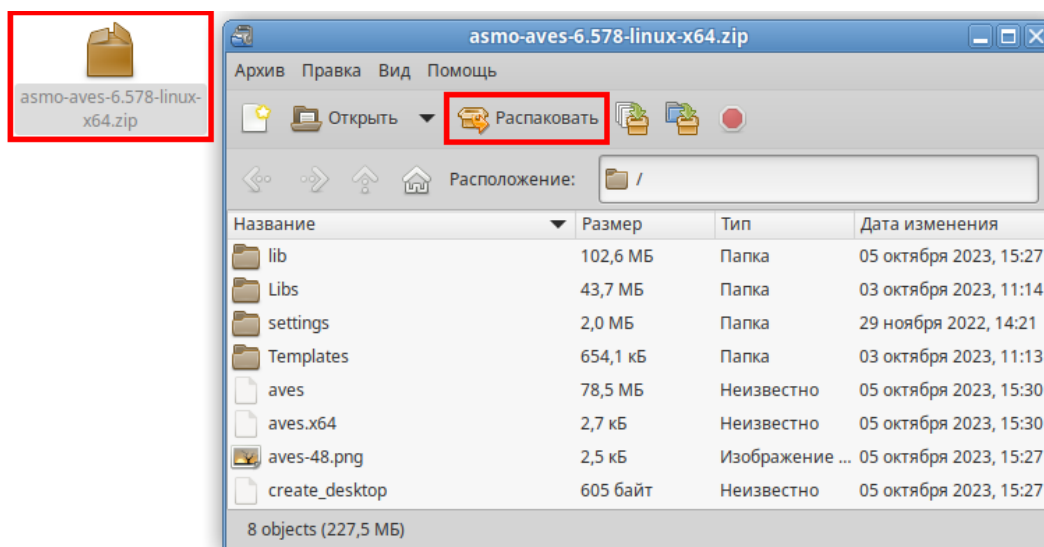 asmo-aves-6.578-linux-
x64.zip
asmo-aves-6.578-linux-x64.zip
Архив Правка Вид Помощь
Открыть Распаковать
Расположение: /
Название Размер Тип Дата изменения
lib 102,6 МБ Папка 05 октября 2023, 15:27
Libs 43,7 МБ Папка 03 октября 2023, 11:14
settings 2,0 МБ Папка 29 ноября 2022, 14:21
Templates 654,1 кБ Папка 03 октября 2023, 11:13
aves 78,5 МБ Неизвестно 05 октября 2023, 15:30
aves.x64 2,7 кБ Неизвестно 05 октября 2023, 15:30
aves-48.png 2,5 кБ Изображение ... 05 октября 2023, 15:27
create_desktop 605 байт Неизвестно 05 октября 2023, 15:27
8 objects (227,5 МБ)